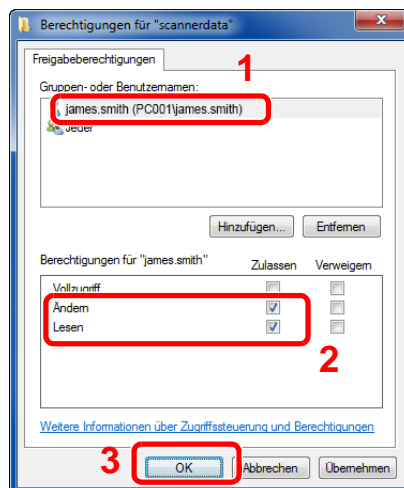 Berechtigungen für "scannerdata"
Freigabeberechtigungen
1
Gruppen- oder Benutzernamen:
james.smith (PC001\james.smith)
Jeder
Hinzufügen... Entfernen
Berechtigungen für "james.smith" Zulassen Verweigern
Vollzugriff
Ändern
Lesen
2
Weitere Informationen über Zugriffssteuerung und Berechtigungen
3
OK Abbrechen Übernehmen